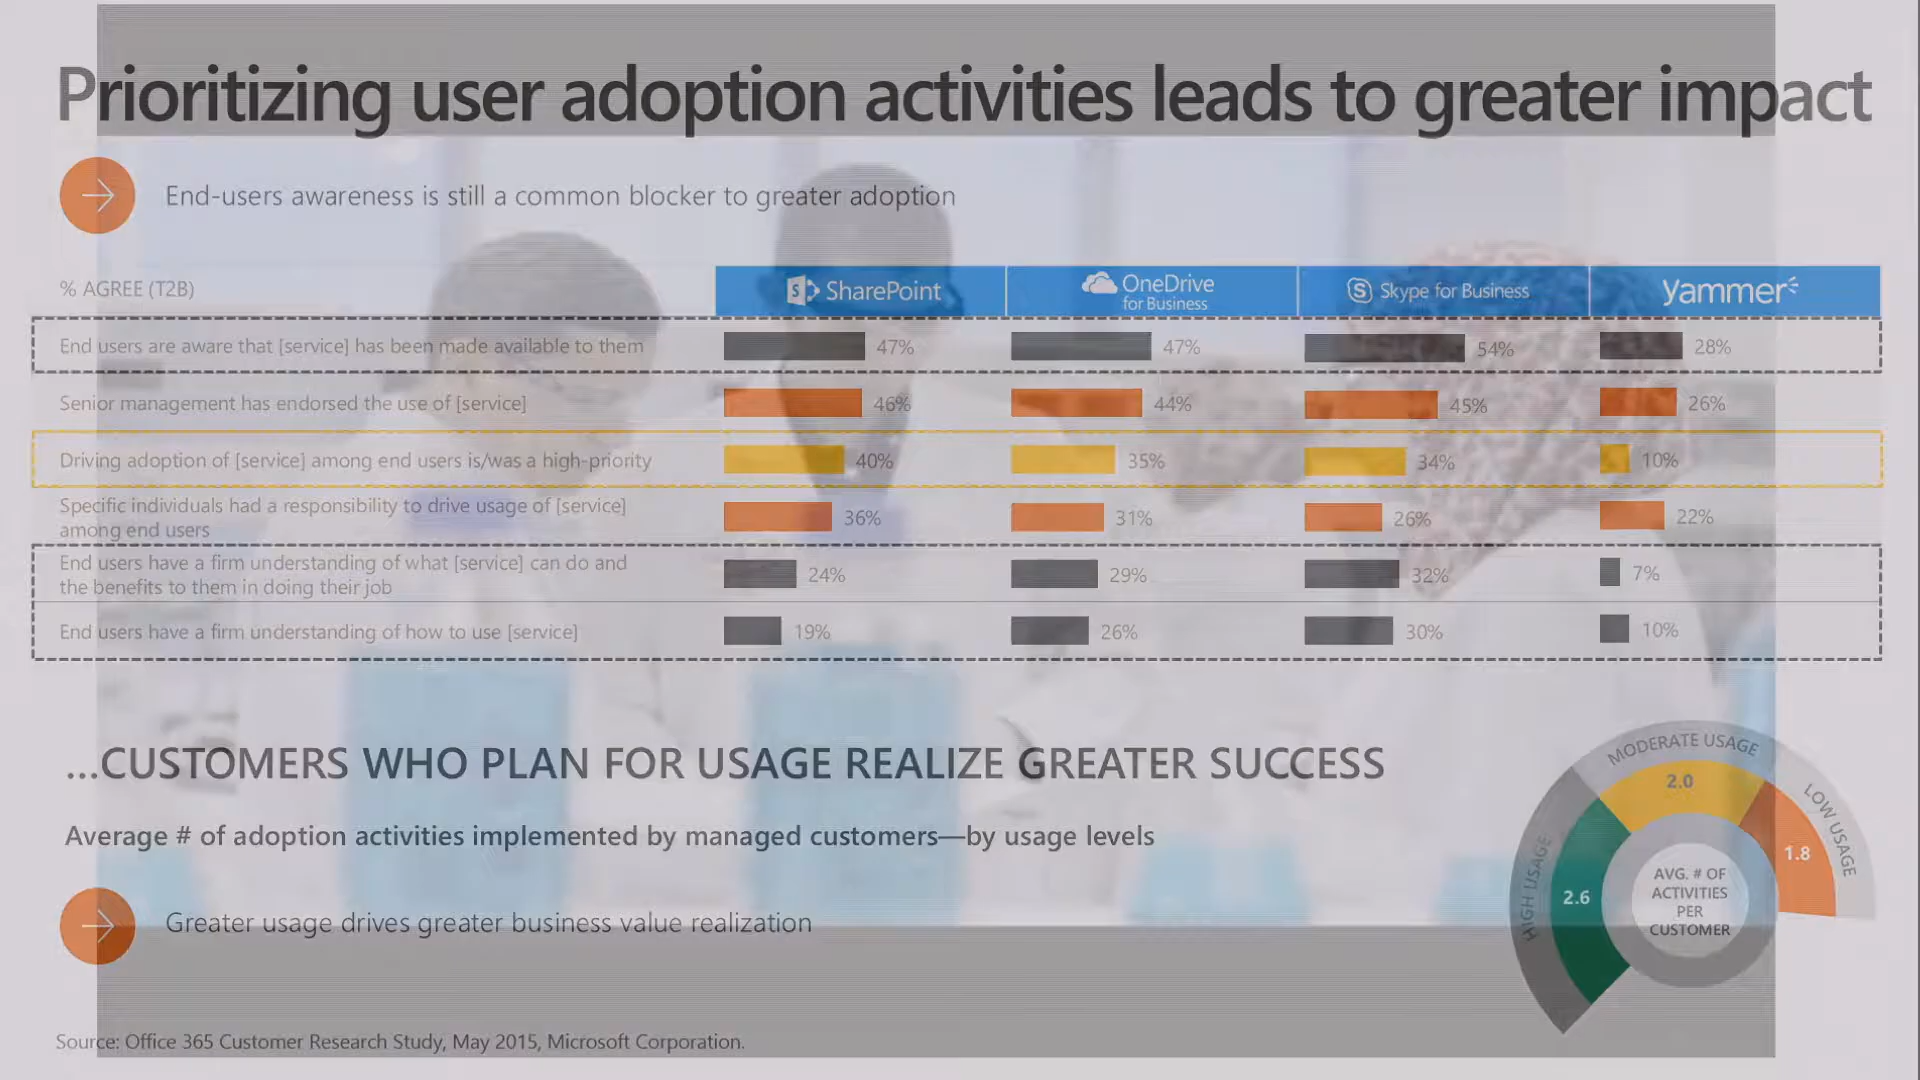 Prioritizing user adoption activities leads to greater impact
End-users awareness is still a common blocker to greater adoption
% AGREE (T2B)
SharePoint
OneDrive
for Business
Skype for Business
yammer
End users are aware that [service] has been made available to them
47%
47%
54%
28%
Senior management has endorsed the use of [service]
46%
44%
45%
26%
Driving adoption of [service] among end users is/was a high-priority
40%
35%
34%
10%
Specific individuals had a responsibility to drive usage of [service]
among end users
36%
31%
26%
22%
End users have a firm understanding of what [service] can do and
the benefits to them in doing their job
24%
29%
32%
7%
End users have a firm understanding of how to use [service]
19%
26%
30%
10%
...CUSTOMERS WHO PLAN FOR USAGE REALIZE GREATER SUCCESS
Average # of adoption activities implemented by managed customers—by usage levels
Greater usage drives greater business value realization
HIGH USAGE
2.6
MODERATE USAGE
2.0
LOW USAGE
1.8
AVG. # OF
ACTIVITIES
PER
CUSTOMER
Source: Office 365 Customer Research Study, May 2015, Microsoft Corporation.